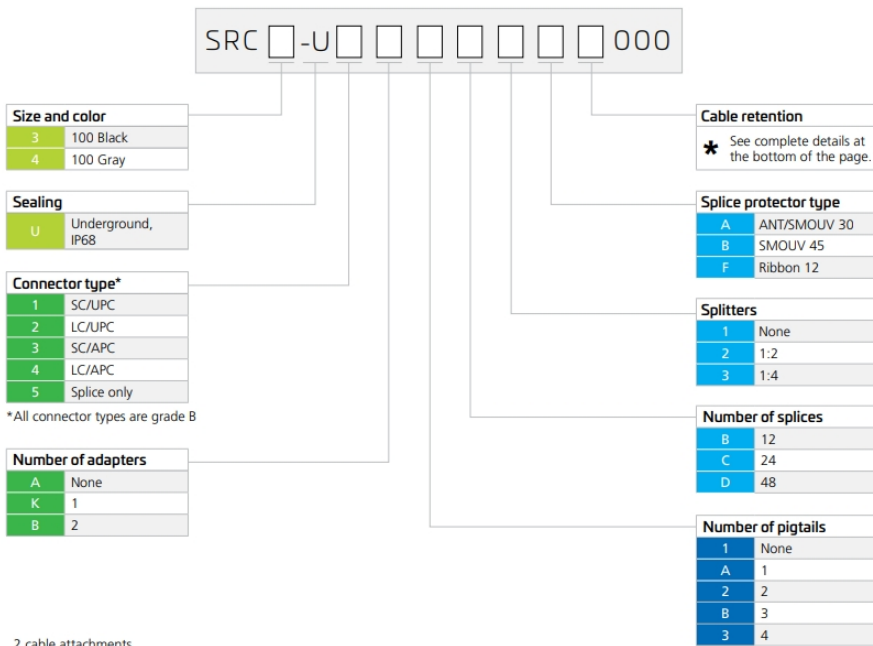 SRC -U 000
Size and color
3 100 Black
4 100 Gray
Sealing
U Underground,
IP68
Connector type*
1 SC/UPC
2 LC/UPC
3 SC/APC
4 LC/APC
5 Splice only
*All connector types are grade B
Number of adapters
A None
K 1
B 2
2 cable attachments
Cable retention
* See complete details at
the bottom of the page.
Splice protector type
A ANT/SMOUV 30
B SMOUV 45
F Ribbon 12
Splitters
1 None
2 1:2
3 1:4
Number of splices
B 12
C 24
D 48
Number of pigtails
1 None
A 1
2 2
B 3
3 4